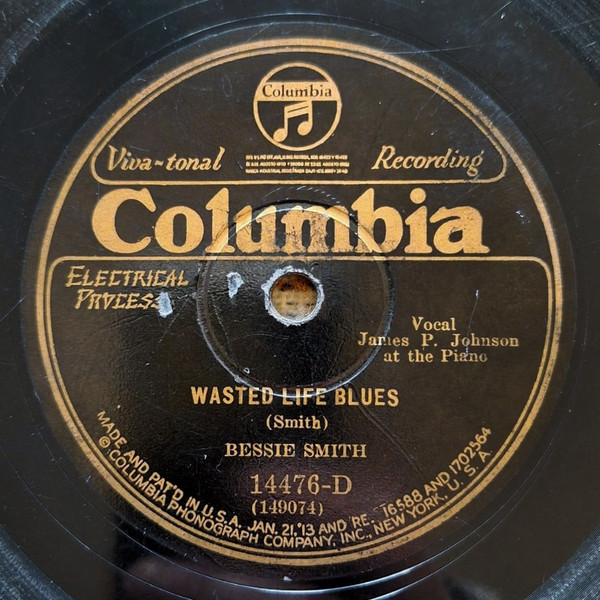 Columbia
Viva-tonal Recording
Columbia
ELECTRICAL
PROCESS
Vocal
James P. Johnson
at the Piano
WASTED LIFE BLUES
(Smith)
BESSIE SMITH
14476-D
(149074)
MADE AND PAT'D IN U.S.A. JAN. 21,'13 AND RE.-16588 AND 1702564
© COLUMBIA PHONOGRAPH COMPANY, INC., NEW YORK, U.S.A.